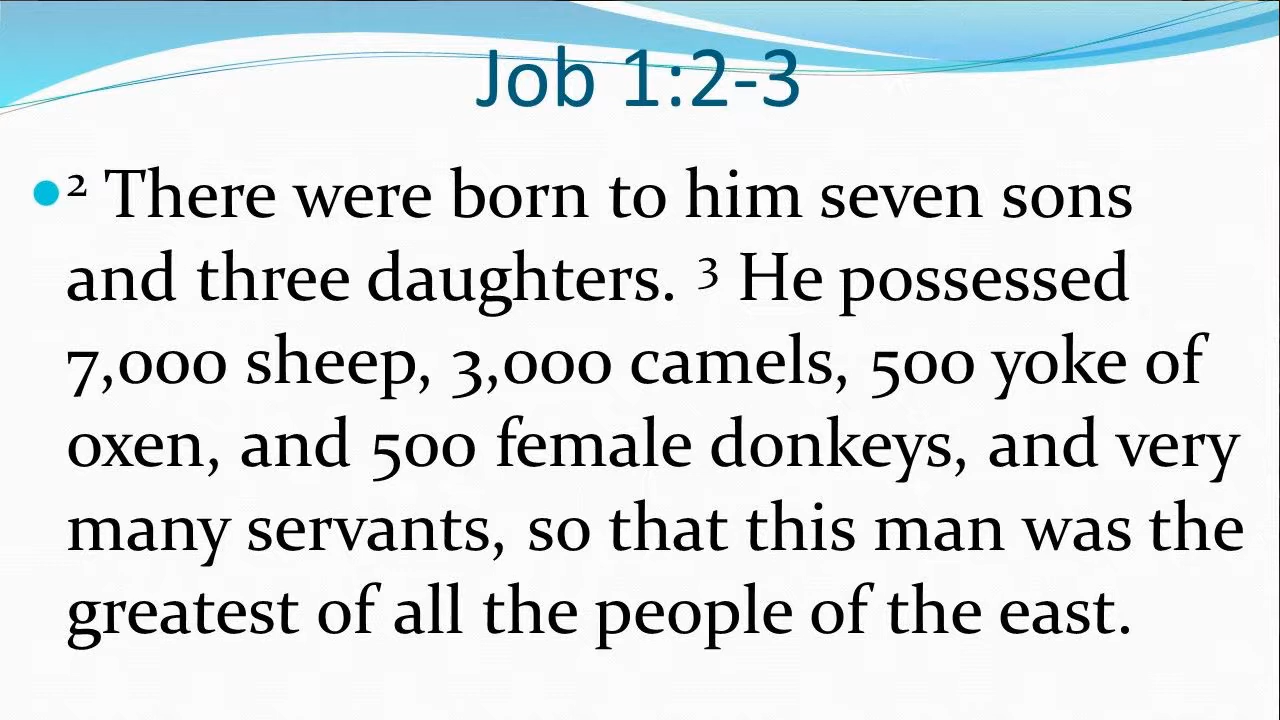 Job 1:2-3
•² There were born to him seven sons
and three daughters. ³ He possessed
7,000 sheep, 3,000 camels, 500 yoke of
oxen, and 500 female donkeys, and very
many servants, so that this man was the
greatest of all the people of the east.